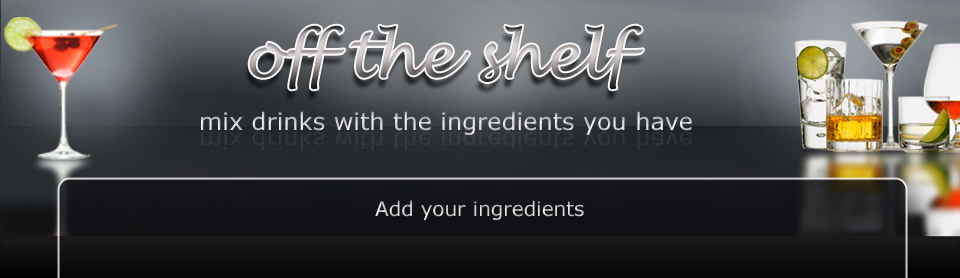 off the shelf
mix drinks with the ingredients you have
Add your ingredients